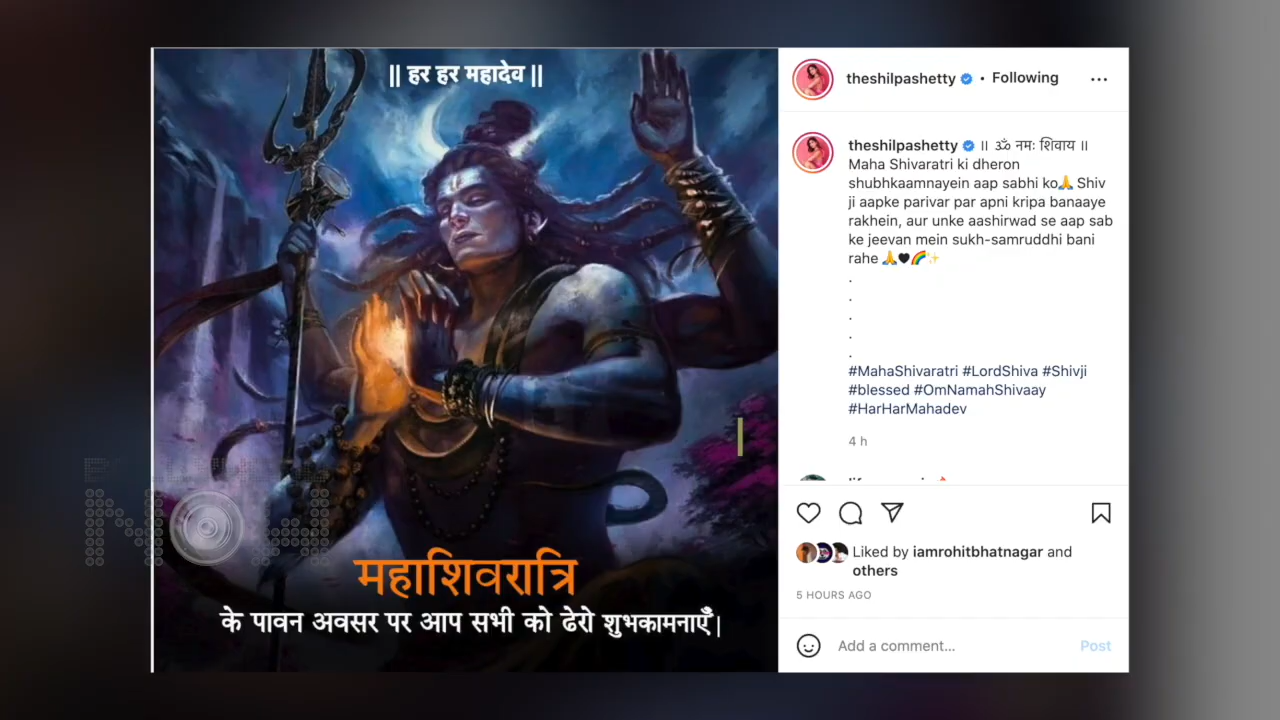 || हर हर महादेव ||
महाशिवरात्रि
के पावन अवसर पर आप सभी को ढेरो शुभकामनाएँ|
NOW
theshilpashetty • Following
theshilpashetty ॥ ॐ नमः शिवाय ॥
Maha Shivaratri ki dheron
shubhkaamnayein aap sabhi ko🙏 Shiv
ji aapke parivar par apni kripa banaaye
rakhein, aur unke aashirwad se aap sab
ke jeevan mein sukh-samruddhi bani
rahe 🙏🖤🌈✨
.
.
.
.
.
#MahaShivaratri #LordShiva #Shivji
#blessed #OmNamahShivaay
#HarHarMahadev
4 h
Liked by iamrohitbhatnagar and
others
5 HOURS AGO
Add a comment... Post